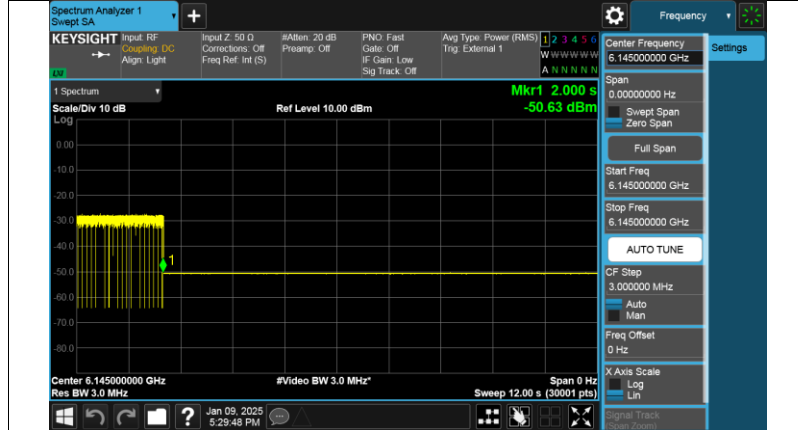 Spectrum Analyzer 1
Swept SA
+
Frequency
KEYSIGHT
LXI
Input: RF
Coupling: DC
Align: Light
Input Z: 50 Ω
Corrections: Off
Freq Ref: Int (S)
#Atten: 20 dB
Preamp: Off
PNO: Fast
Gate: Off
IF Gain: Low
Sig Track: Off
Avg Type: Power (RMS)
Trig: External 1
1 2 3 4 5 6
W W W W W W
A N N N N N
1 Spectrum
Scale/Div 10 dB
Log
Ref Level 10.00 dBm
Mkr1 2.000 s
-50.63 dBm
0.00
-10.0
-20.0
-30.0
-40.0
-50.0
-60.0
-70.0
-80.0
1
Center 6.145000000 GHz
Res BW 3.0 MHz
#Video BW 3.0 MHz*
Span 0 Hz
Sweep 12.00 s (30001 pts)
Center Frequency
6.145000000 GHz
Span
0.00000000 Hz
Swept Span
Zero Span
Full Span
Start Freq
6.145000000 GHz
Stop Freq
6.145000000 GHz
AUTO TUNE
CF Step
3.000000 MHz
Auto
Man
Freq Offset
0 Hz
X Axis Scale
Log
Lin
Signal Track
(Span Zoom)
Settings
?
Jan 09, 2025
5:29:48 PM